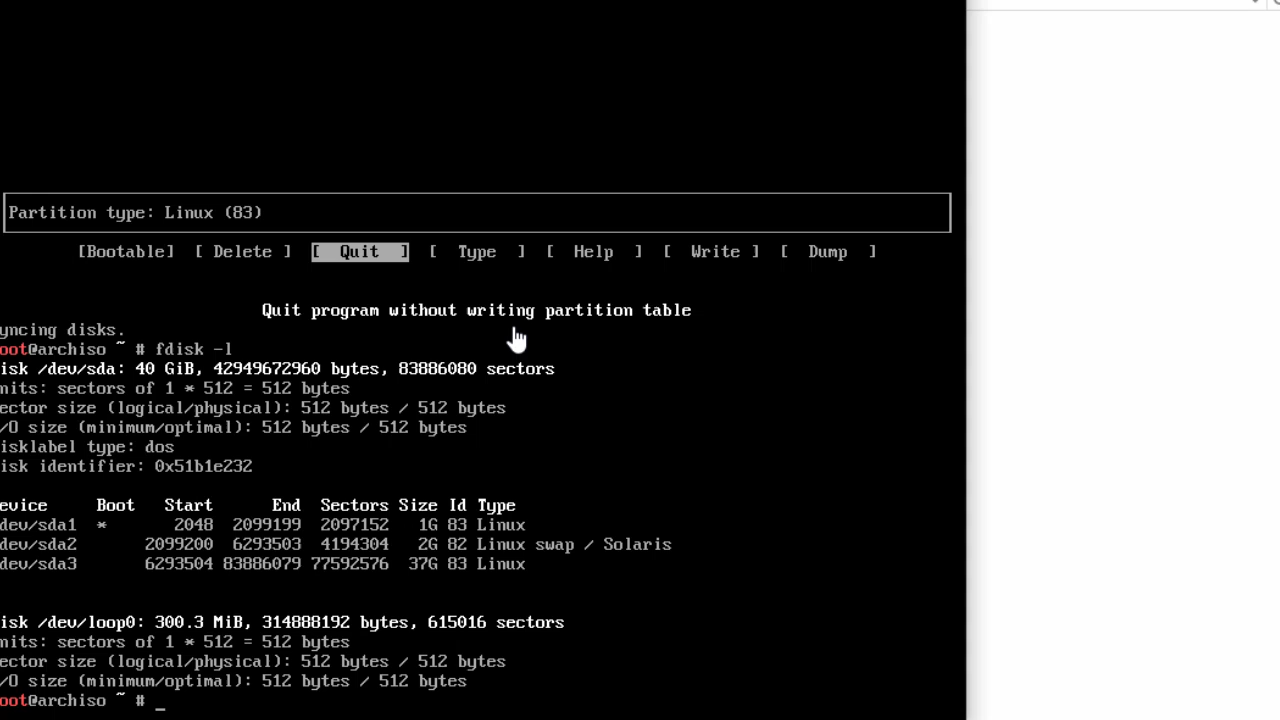 Partition type: Linux (83)
[Bootable] [ Delete ] [ Quit ] [ Type ] [ Help ] [ Write ] [ Dump ]
Quit program without writing partition table
yncing disks.
oot@archiso ~ # fdisk -l
isk /dev/sda: 40 GiB, 42949672960 bytes, 83886080 sectors
nits: sectors of 1 * 512 = 512 bytes
ector size (logical/physical): 512 bytes / 512 bytes
/O size (minimum/optimal): 512 bytes / 512 bytes
isklabel type: dos
isk identifier: 0x51b1e232
evice Boot Start End Sectors Size Id Type
dev/sda1 * 2048 2099199 2097152 1G 83 Linux
dev/sda2 2099200 6293503 4194304 2G 82 Linux swap / Solaris
dev/sda3 6293504 83886079 77592576 37G 83 Linux
isk /dev/loop0: 300.3 MiB, 314888192 bytes, 615016 sectors
nits: sectors of 1 * 512 = 512 bytes
ector size (logical/physical): 512 bytes / 512 bytes
/O size (minimum/optimal): 512 bytes / 512 bytes
oot@archiso ~ # _